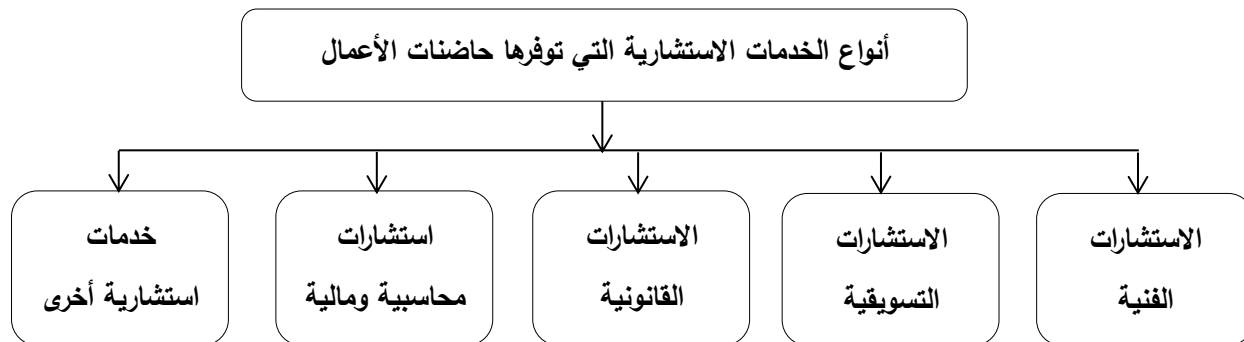 أنواع الخدمات الاستشارية التي توفرها حاضنات الأعمال
الاستشارات
الفنية
الاستشارات
التسويقية
الاستشارات
القانونية
استشارات
محاسبية ومالية
خدمات
استشارية أخرى